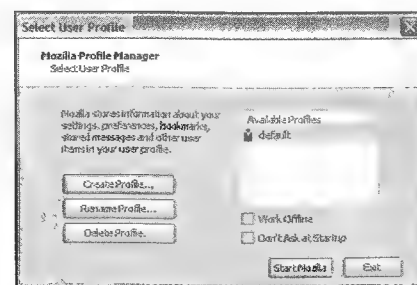 Select User Profile
Mozilla Profile Manager
Select User Profile
Mozilla stores information about your
settings, preferences, bookmarks,
stored messages and other user
items in your user profile.
Create Profile...
Rename Profile...
Delete Profile...
Available Profiles
default
Work Offline
Don't Ask at Startup
Start Mozilla
Exit